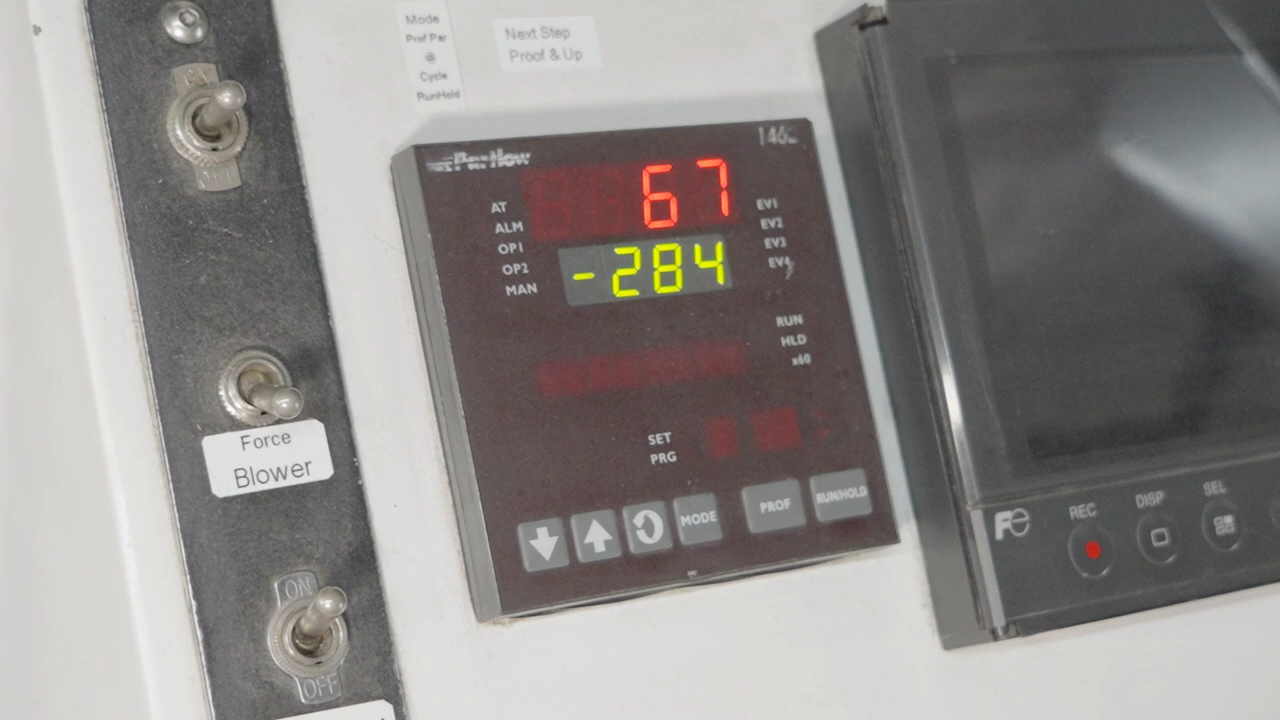 Mode
Pref Par
@
Cycle
RunHold
Next Step
Proof & Up
ON
OFF
Force
Blower
ON
OFF
Partlow
146
67
-284
AT
ALM
OP1
OP2
MAN
EV1
EV2
EV3
EV4
RUN
HLD
x60
SET
PRG
MODE
PROF
RUN/HOLD
FE
REC
DISP
SEL